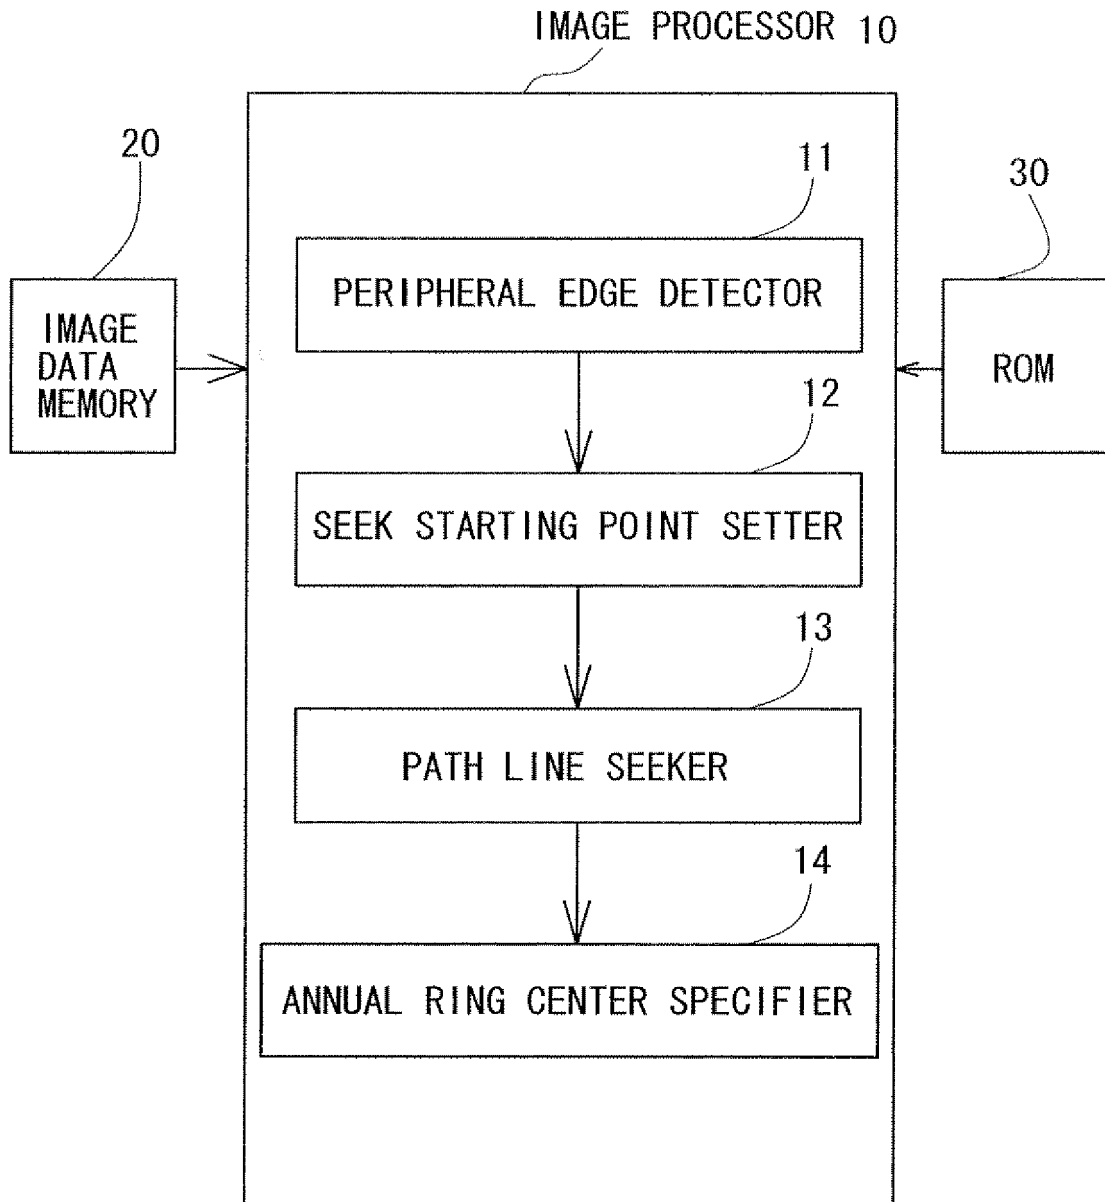 IMAGE PROCESSOR 10
20
11
30
PERIPHERAL EDGE DETECTOR
IMAGE
DATA
MEMORY
ROM
12
SEEK STARTING POINT SETTER
13
PATH LINE SEEKER
14
ANNUAL RING CENTER SPECIFIER